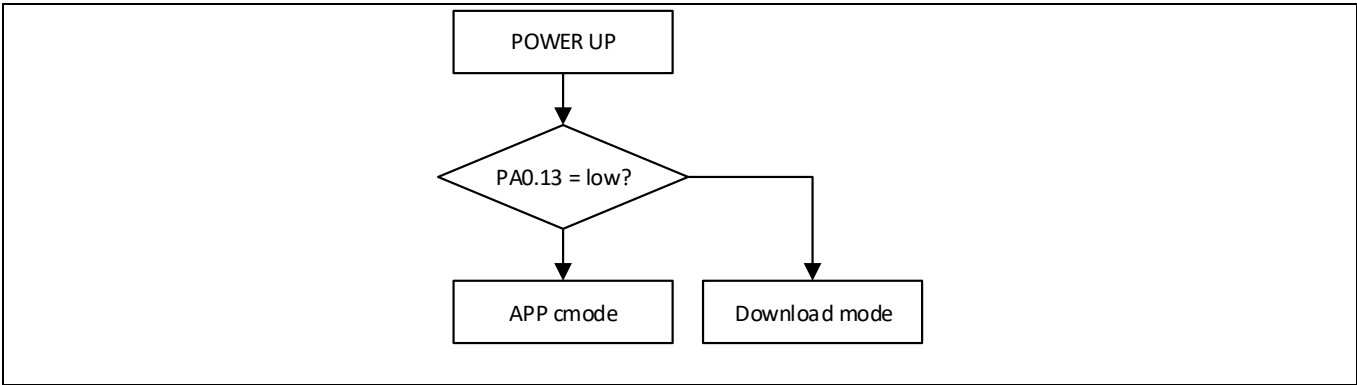 POWER UP
PA0.13 = low?
APP cmode
Download mode